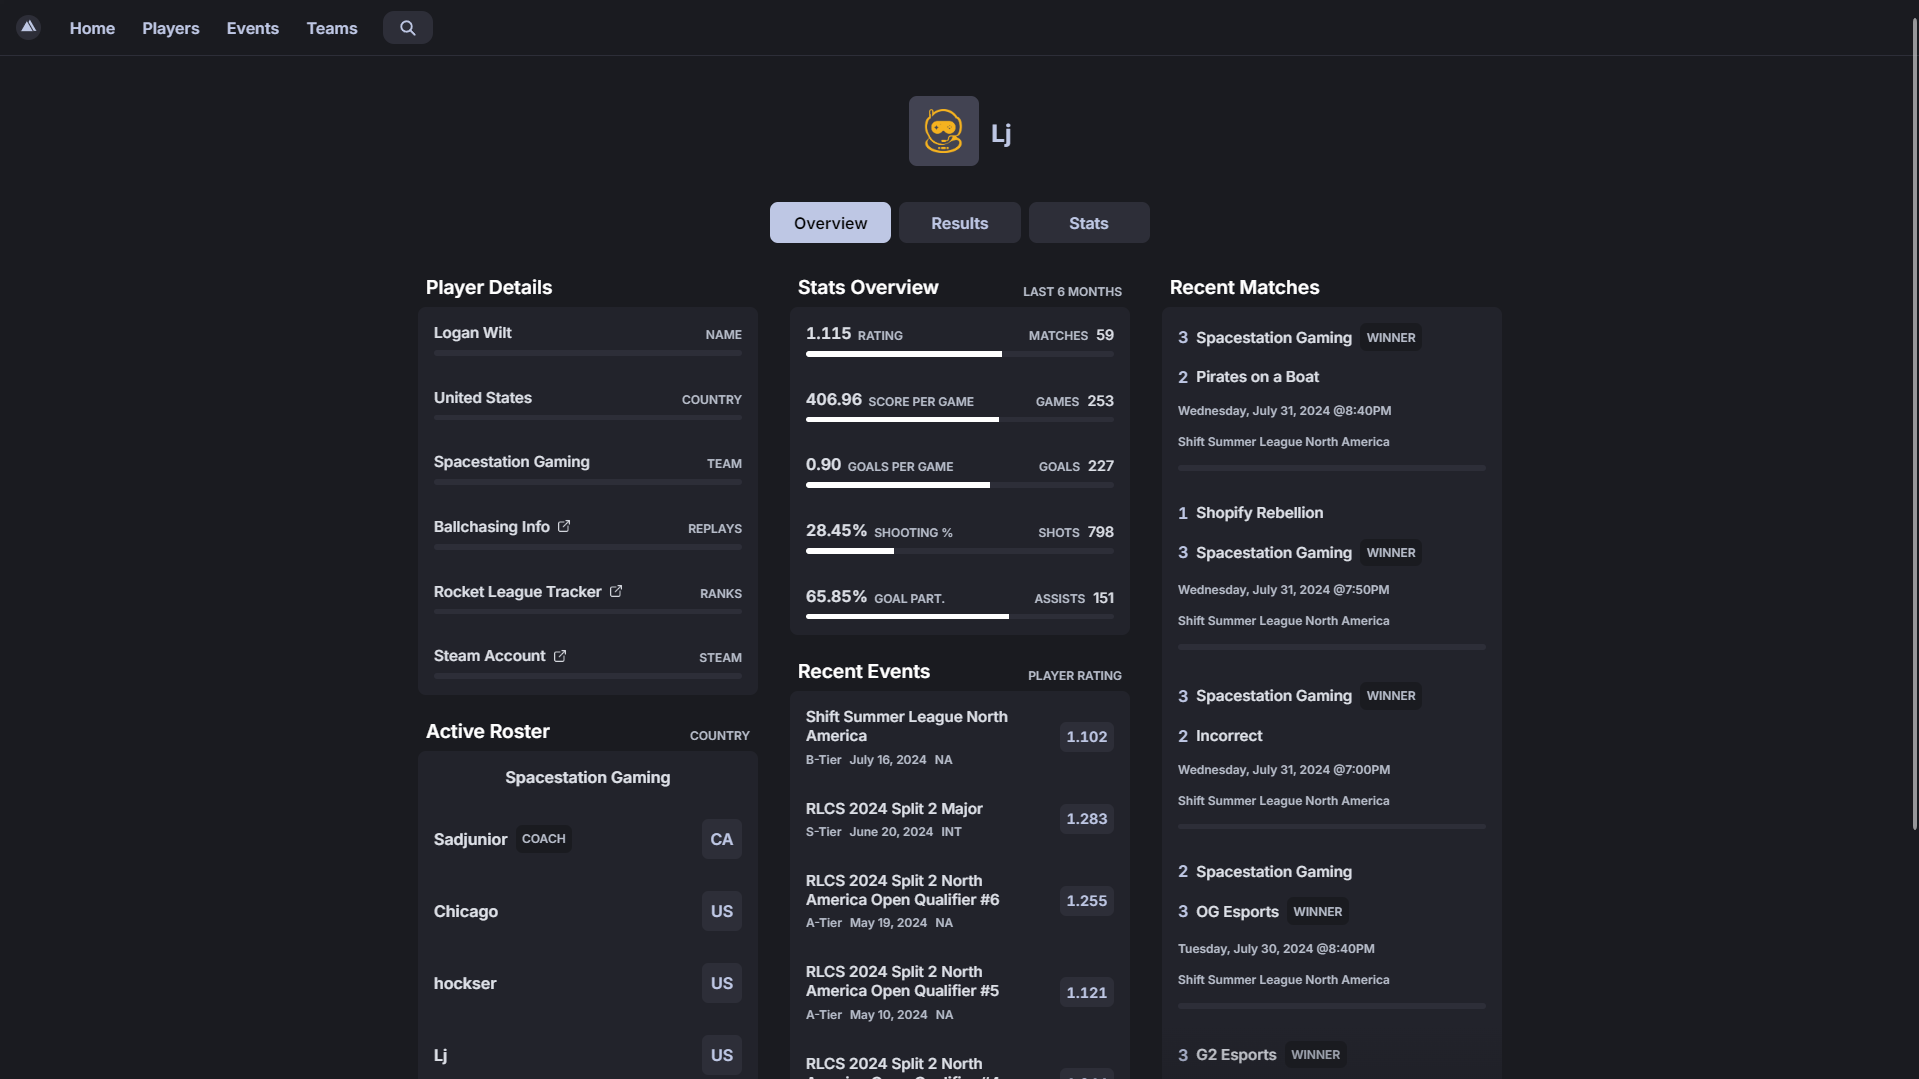 Home Players Events Teams
Lj
Overview Results Stats
Player Details
Logan Wilt NAME
United States COUNTRY
Spacestation Gaming TEAM
Ballchasing Info REPLAYS
Rocket League Tracker RANKS
Steam Account STEAM
Active Roster COUNTRY
Spacestation Gaming
Sadjunior COACH CA
Chicago US
hockser US
Lj US
Stats Overview LAST 6 MONTHS
1.115 RATING MATCHES 59
406.96 SCORE PER GAME GAMES 253
0.90 GOALS PER GAME GOALS 227
28.45% SHOOTING % SHOTS 798
65.85% GOAL PART. ASSISTS 151
Recent Events PLAYER RATING
Shift Summer League North
America
1.102
B-Tier July 16, 2024 NA
RLCS 2024 Split 2 Major
1.283
S-Tier June 20, 2024 INT
RLCS 2024 Split 2 North
America Open Qualifier #6
1.255
A-Tier May 19, 2024 NA
RLCS 2024 Split 2 North
America Open Qualifier #5
1.121
A-Tier May 10, 2024 NA
RLCS 2024 Split 2 North
Recent Matches
3 Spacestation Gaming WINNER
2 Pirates on a Boat
Wednesday, July 31, 2024 @8:40PM
Shift Summer League North America
1 Shopify Rebellion
3 Spacestation Gaming WINNER
Wednesday, July 31, 2024 @7:50PM
Shift Summer League North America
3 Spacestation Gaming WINNER
2 Incorrect
Wednesday, July 31, 2024 @7:00PM
Shift Summer League North America
2 Spacestation Gaming
3 OG Esports WINNER
Tuesday, July 30, 2024 @8:40PM
Shift Summer League North America
3 G2 Esports WINNER